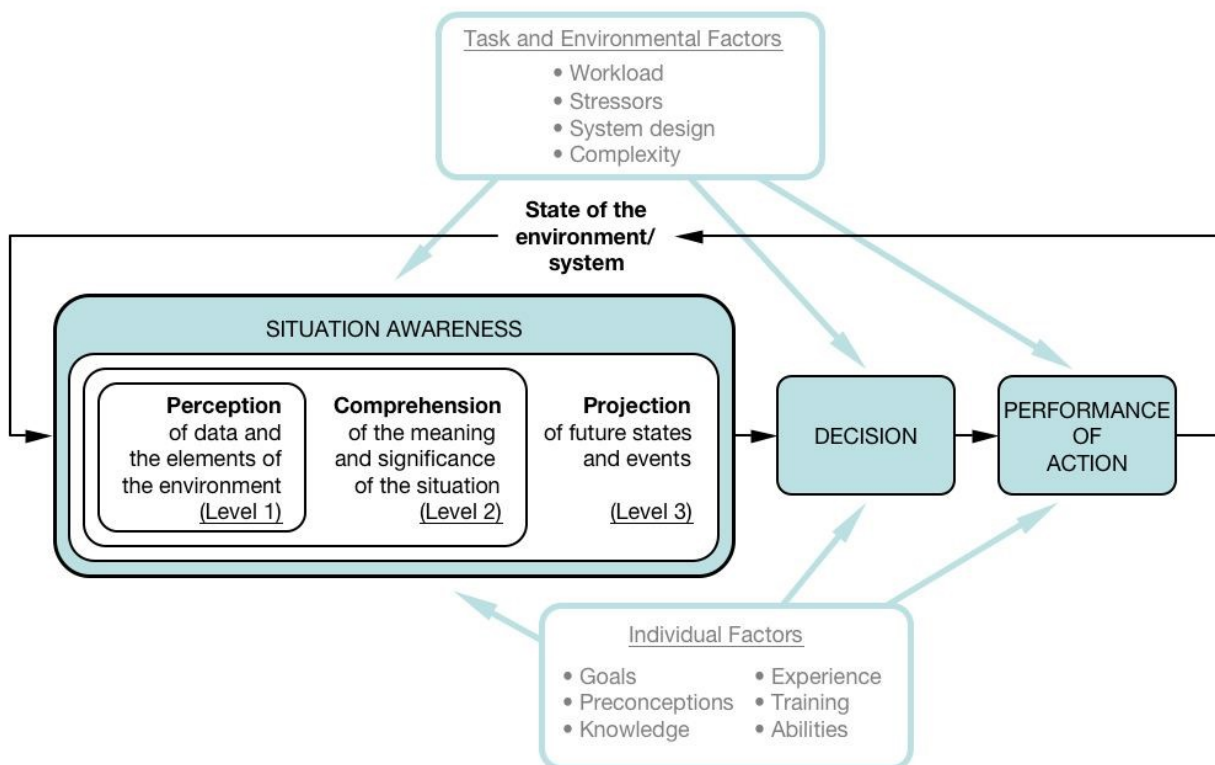 Task and Environmental Factors
• Workload
• Stressors
• System design
• Complexity
State of the
environment/
system
SITUATION AWARENESS
Perception
of data and
the elements of
the environment
(Level 1)
Comprehension
of the meaning
and significance
of the situation
(Level 2)
Projection
of future states
and events
(Level 3)
DECISION
PERFORMANCE
OF
ACTION
Individual Factors
• Goals
• Preconceptions
• Knowledge
• Experience
• Training
• Abilities